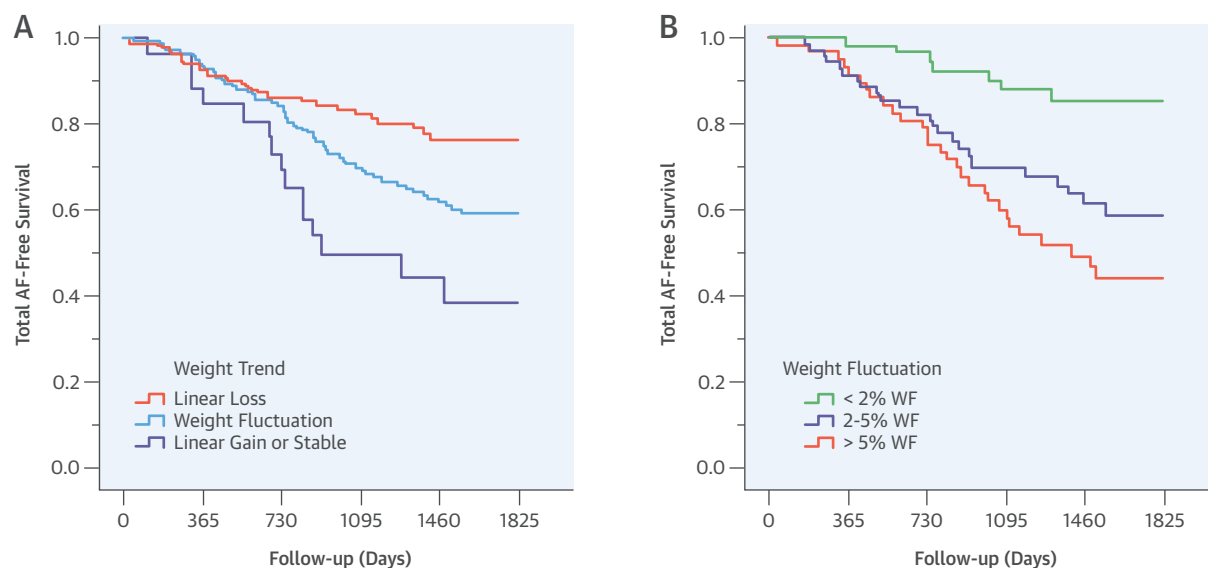 A
Total AF-Free Survival
1.0
0.8
0.6
0.4
0.2
0.0
Weight Trend
Linear Loss
Weight Fluctuation
Linear Gain or Stable
0 365 730 1095 1460 1825
Follow-up (Days)
B
Total AF-Free Survival
1.0
0.8
0.6
0.4
0.2
0.0
Weight Fluctuation
< 2% WF
2-5% WF
> 5% WF
0 365 730 1095 1460 1825
Follow-up (Days)